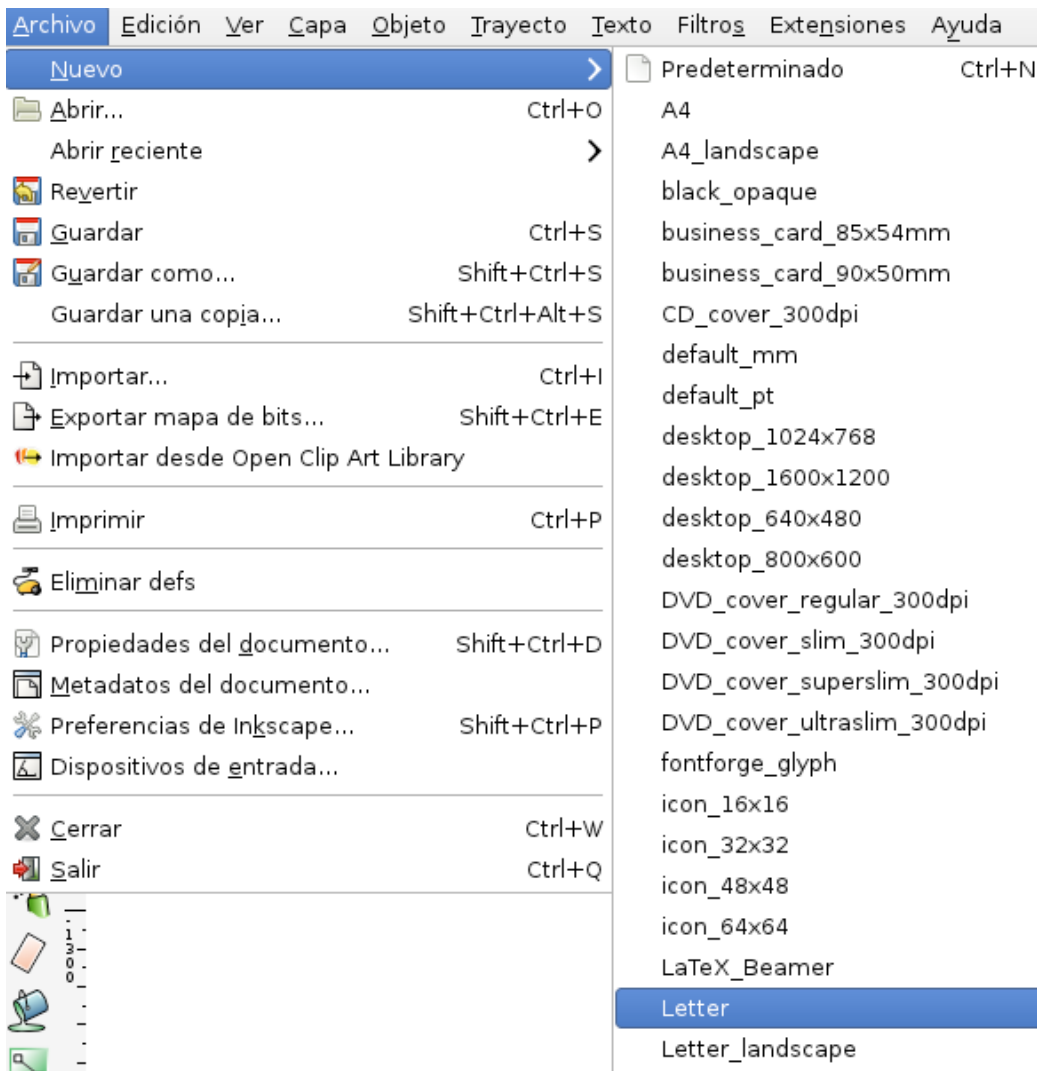 Archivo Edición Ver Capa Objeto Trayecto Texto Filtros Extensiones Ayuda
Nuevo
Abrir... Ctrl+O
Abrir reciente
Revertir
Guardar Ctrl+S
Guardar como... Shift+Ctrl+S
Guardar una copia... Shift+Ctrl+Alt+S
Importar... Ctrl+I
Exportar mapa de bits... Shift+Ctrl+E
Importar desde Open Clip Art Library
Imprimir Ctrl+P
Eliminar defs
Propiedades del documento... Shift+Ctrl+D
Metadatos del documento...
Preferencias de Inkscape... Shift+Ctrl+P
Dispositivos de entrada...
Cerrar Ctrl+W
Salir Ctrl+Q
1300
Predeterminado Ctrl+N
A4
A4_landscape
black_opaque
business_card_85x54mm
business_card_90x50mm
CD_cover_300dpi
default_mm
default_pt
desktop_1024x768
desktop_1600x1200
desktop_640x480
desktop_800x600
DVD_cover_regular_300dpi
DVD_cover_slim_300dpi
DVD_cover_superslim_300dpi
DVD_cover_ultraslim_300dpi
fontforge_glyph
icon_16x16
icon_32x32
icon_48x48
icon_64x64
LaTeX_Beamer
Letter
Letter_landscape